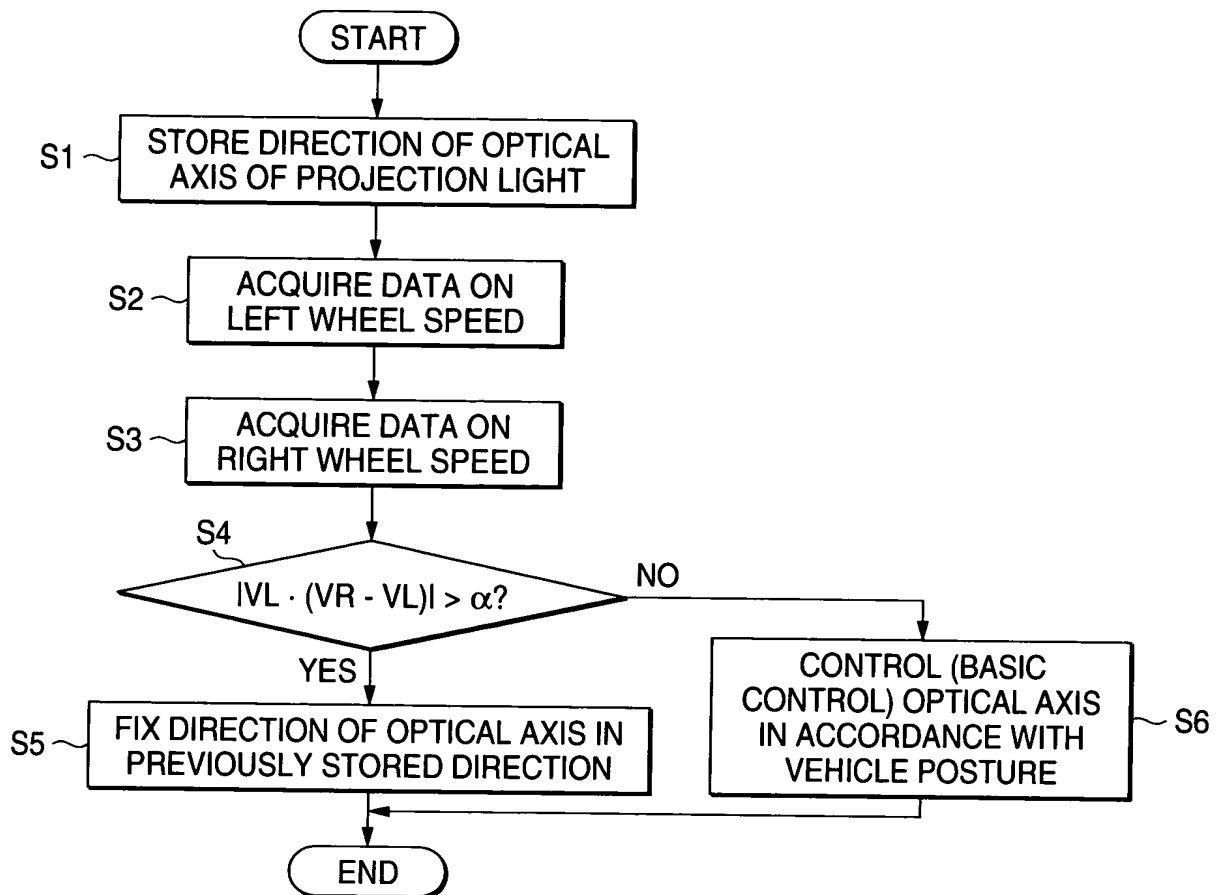 START
S1
STORE DIRECTION OF OPTICAL
AXIS OF PROJECTION LIGHT
S2
ACQUIRE DATA ON
LEFT WHEEL SPEED
S3
ACQUIRE DATA ON
RIGHT WHEEL SPEED
S4
|VL · (VR - VL)| > α?
NO
YES
S5
FIX DIRECTION OF OPTICAL AXIS IN
PREVIOUSLY STORED DIRECTION
CONTROL (BASIC
CONTROL) OPTICAL AXIS
IN ACCORDANCE WITH
VEHICLE POSTURE
S6
END